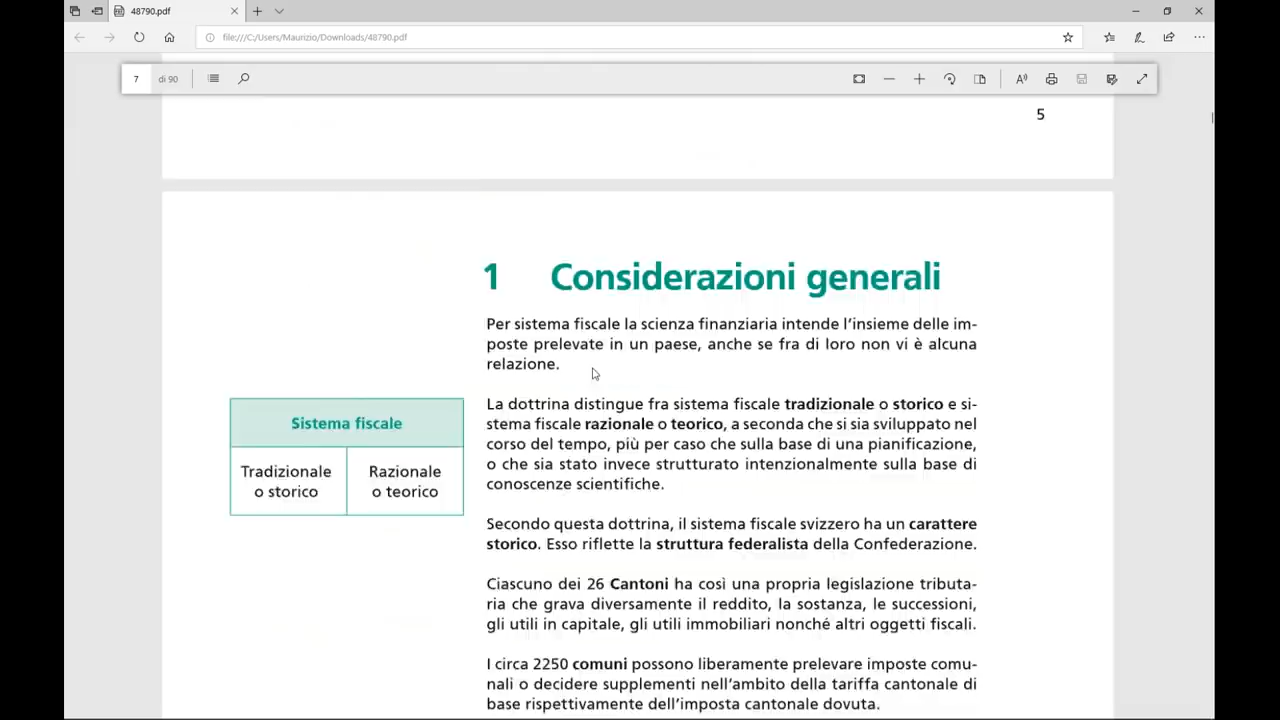 48790.pdf
file:///C:/Users/Maurizio/Downloads/48790.pdf
7 di 90
5
1 Considerazioni generali
Per sistema fiscale la scienza finanziaria intende l'insieme delle im-
poste prelevate in un paese, anche se fra di loro non vi è alcuna
relazione.
Sistema fiscale
Tradizionale
o storico
Razionale
o teorico
La dottrina distingue fra sistema fiscale tradizionale o storico e si-
stema fiscale razionale o teorico, a seconda che si sia sviluppato nel
corso del tempo, più per caso che sulla base di una pianificazione,
o che sia stato invece strutturato intenzionalmente sulla base di
conoscenze scientifiche.
Secondo questa dottrina, il sistema fiscale svizzero ha un carattere
storico. Esso riflette la struttura federalista della Confederazione.
Ciascuno dei 26 Cantoni ha così una propria legislazione tributa-
ria che grava diversamente il reddito, la sostanza, le successioni,
gli utili in capitale, gli utili immobiliari nonché altri oggetti fiscali.
I circa 2250 comuni possono liberamente prelevare imposte comu-
nali o decidere supplementi nell'ambito della tariffa cantonale di
base rispettivamente dell'imposta cantonale dovuta.